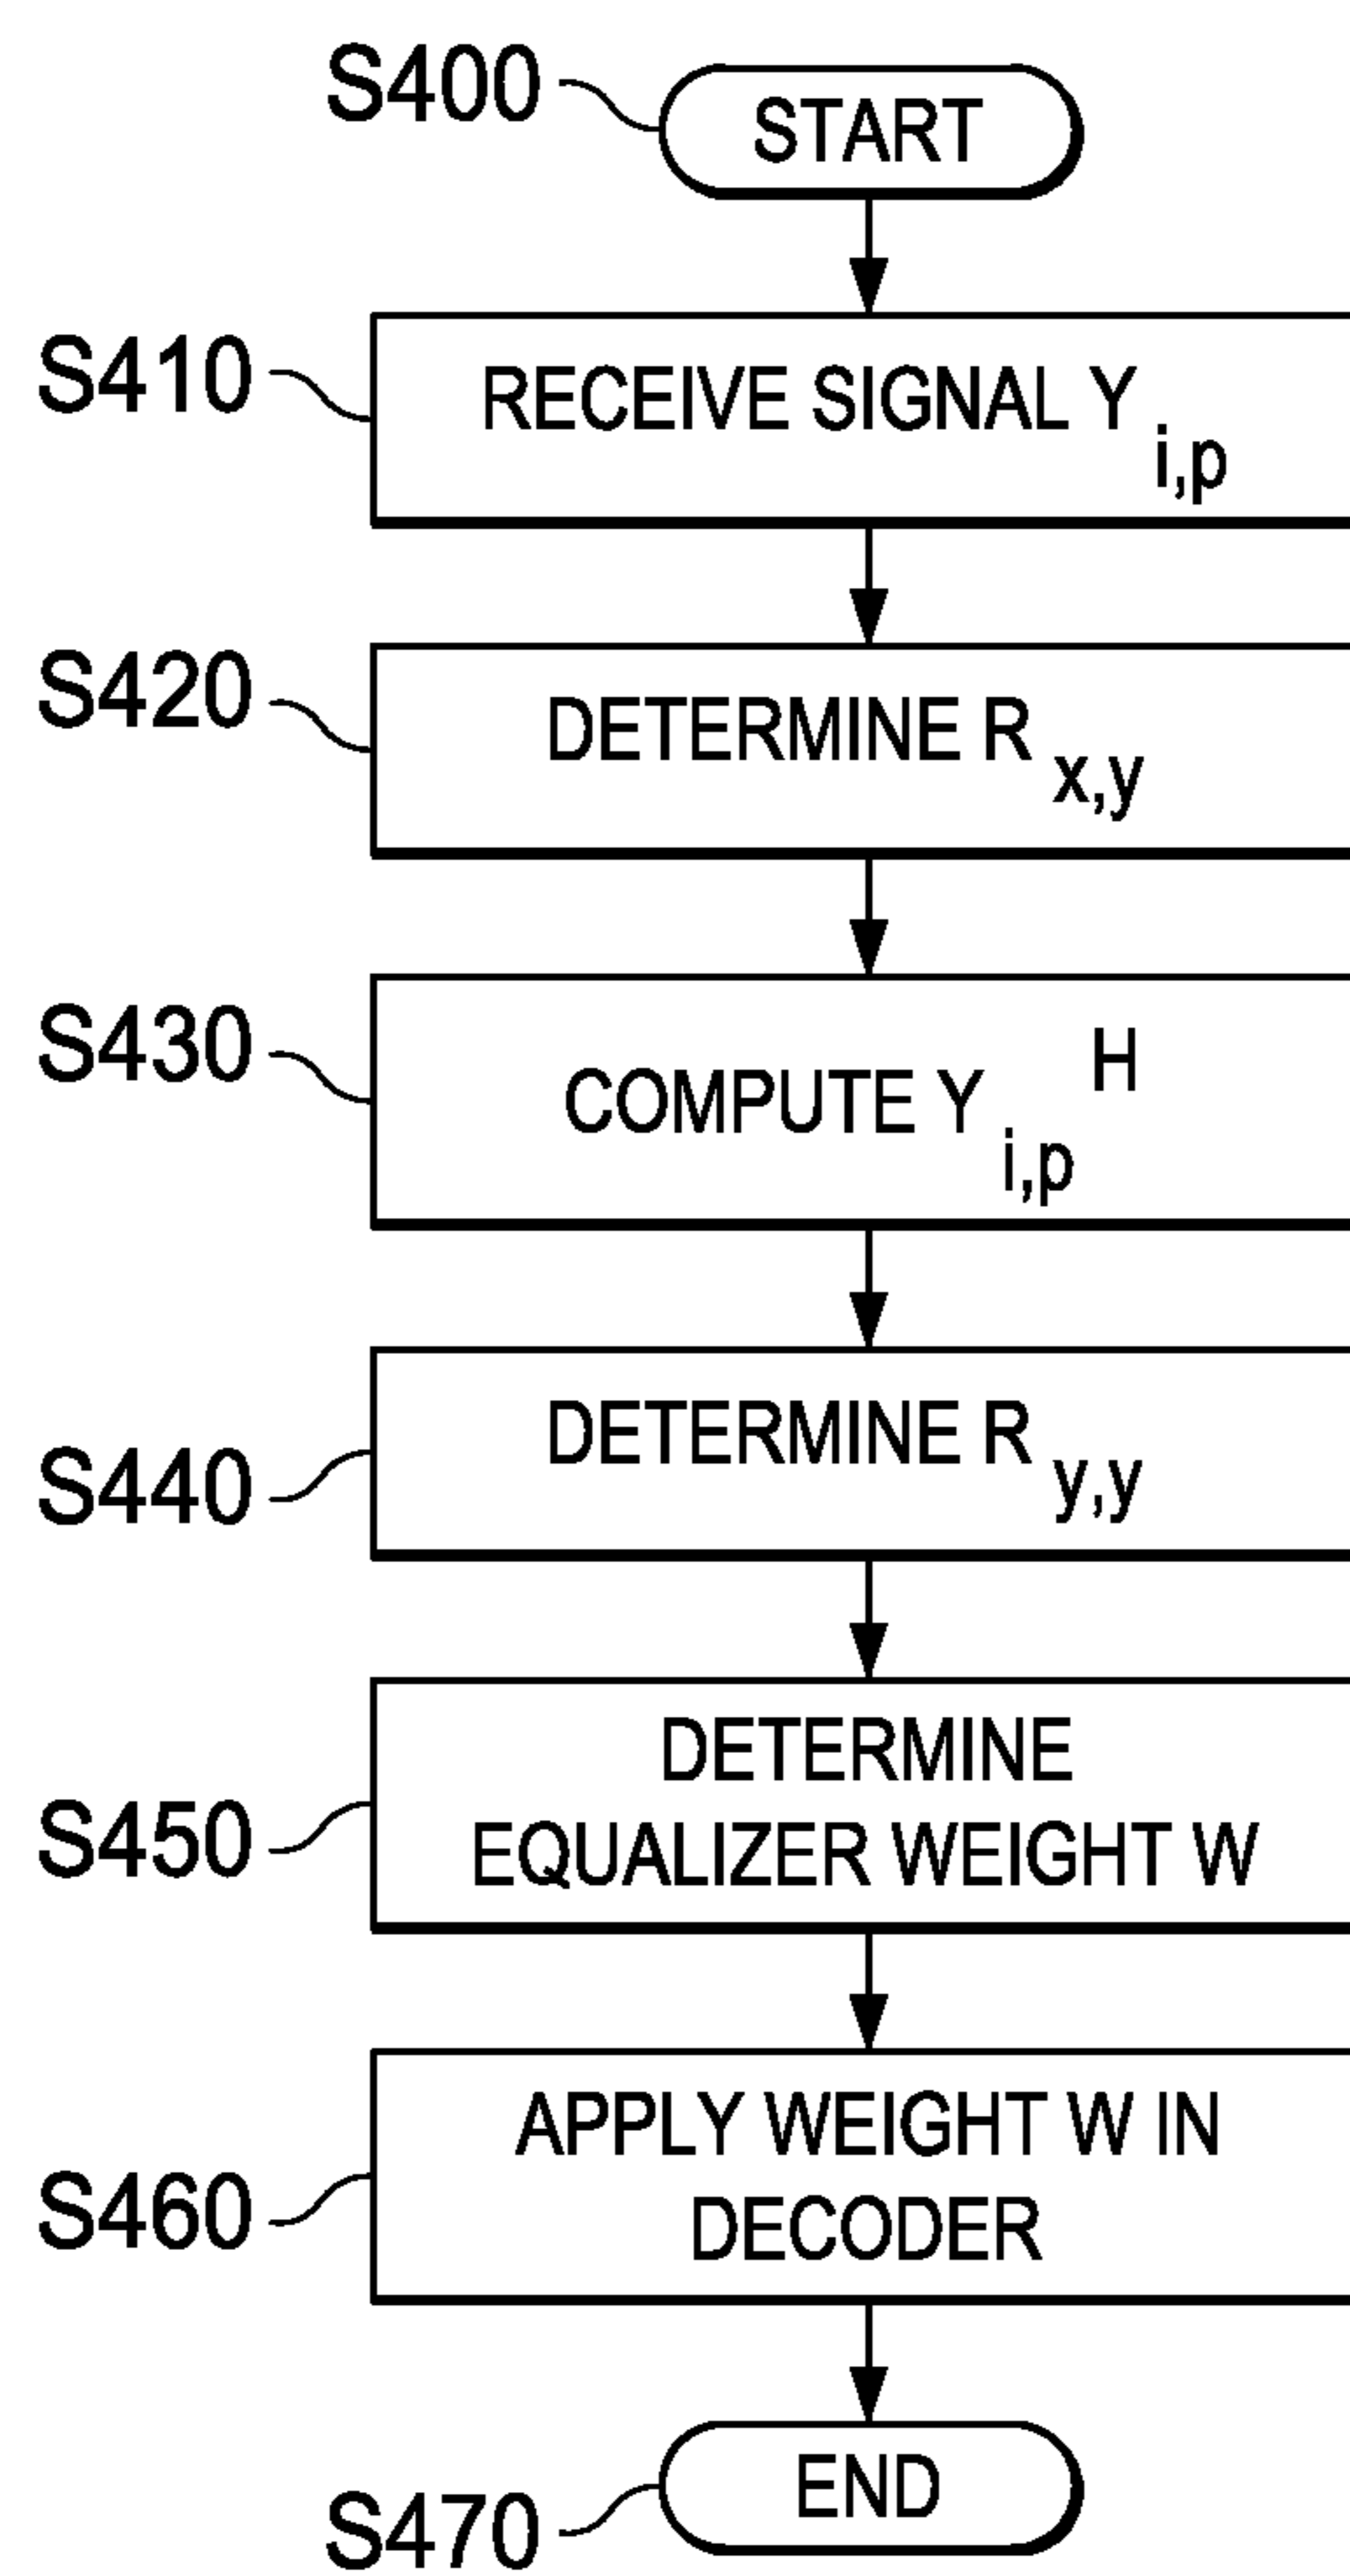 S400
START
S410
RECEIVE SIGNAL Y i,p
S420
DETERMINE R x,y
S430
COMPUTE Y i,p H
S440
DETERMINE R y,y
S450
DETERMINE
EQUALIZER WEIGHT W
S460
APPLY WEIGHT W IN
DECODER
S470
END